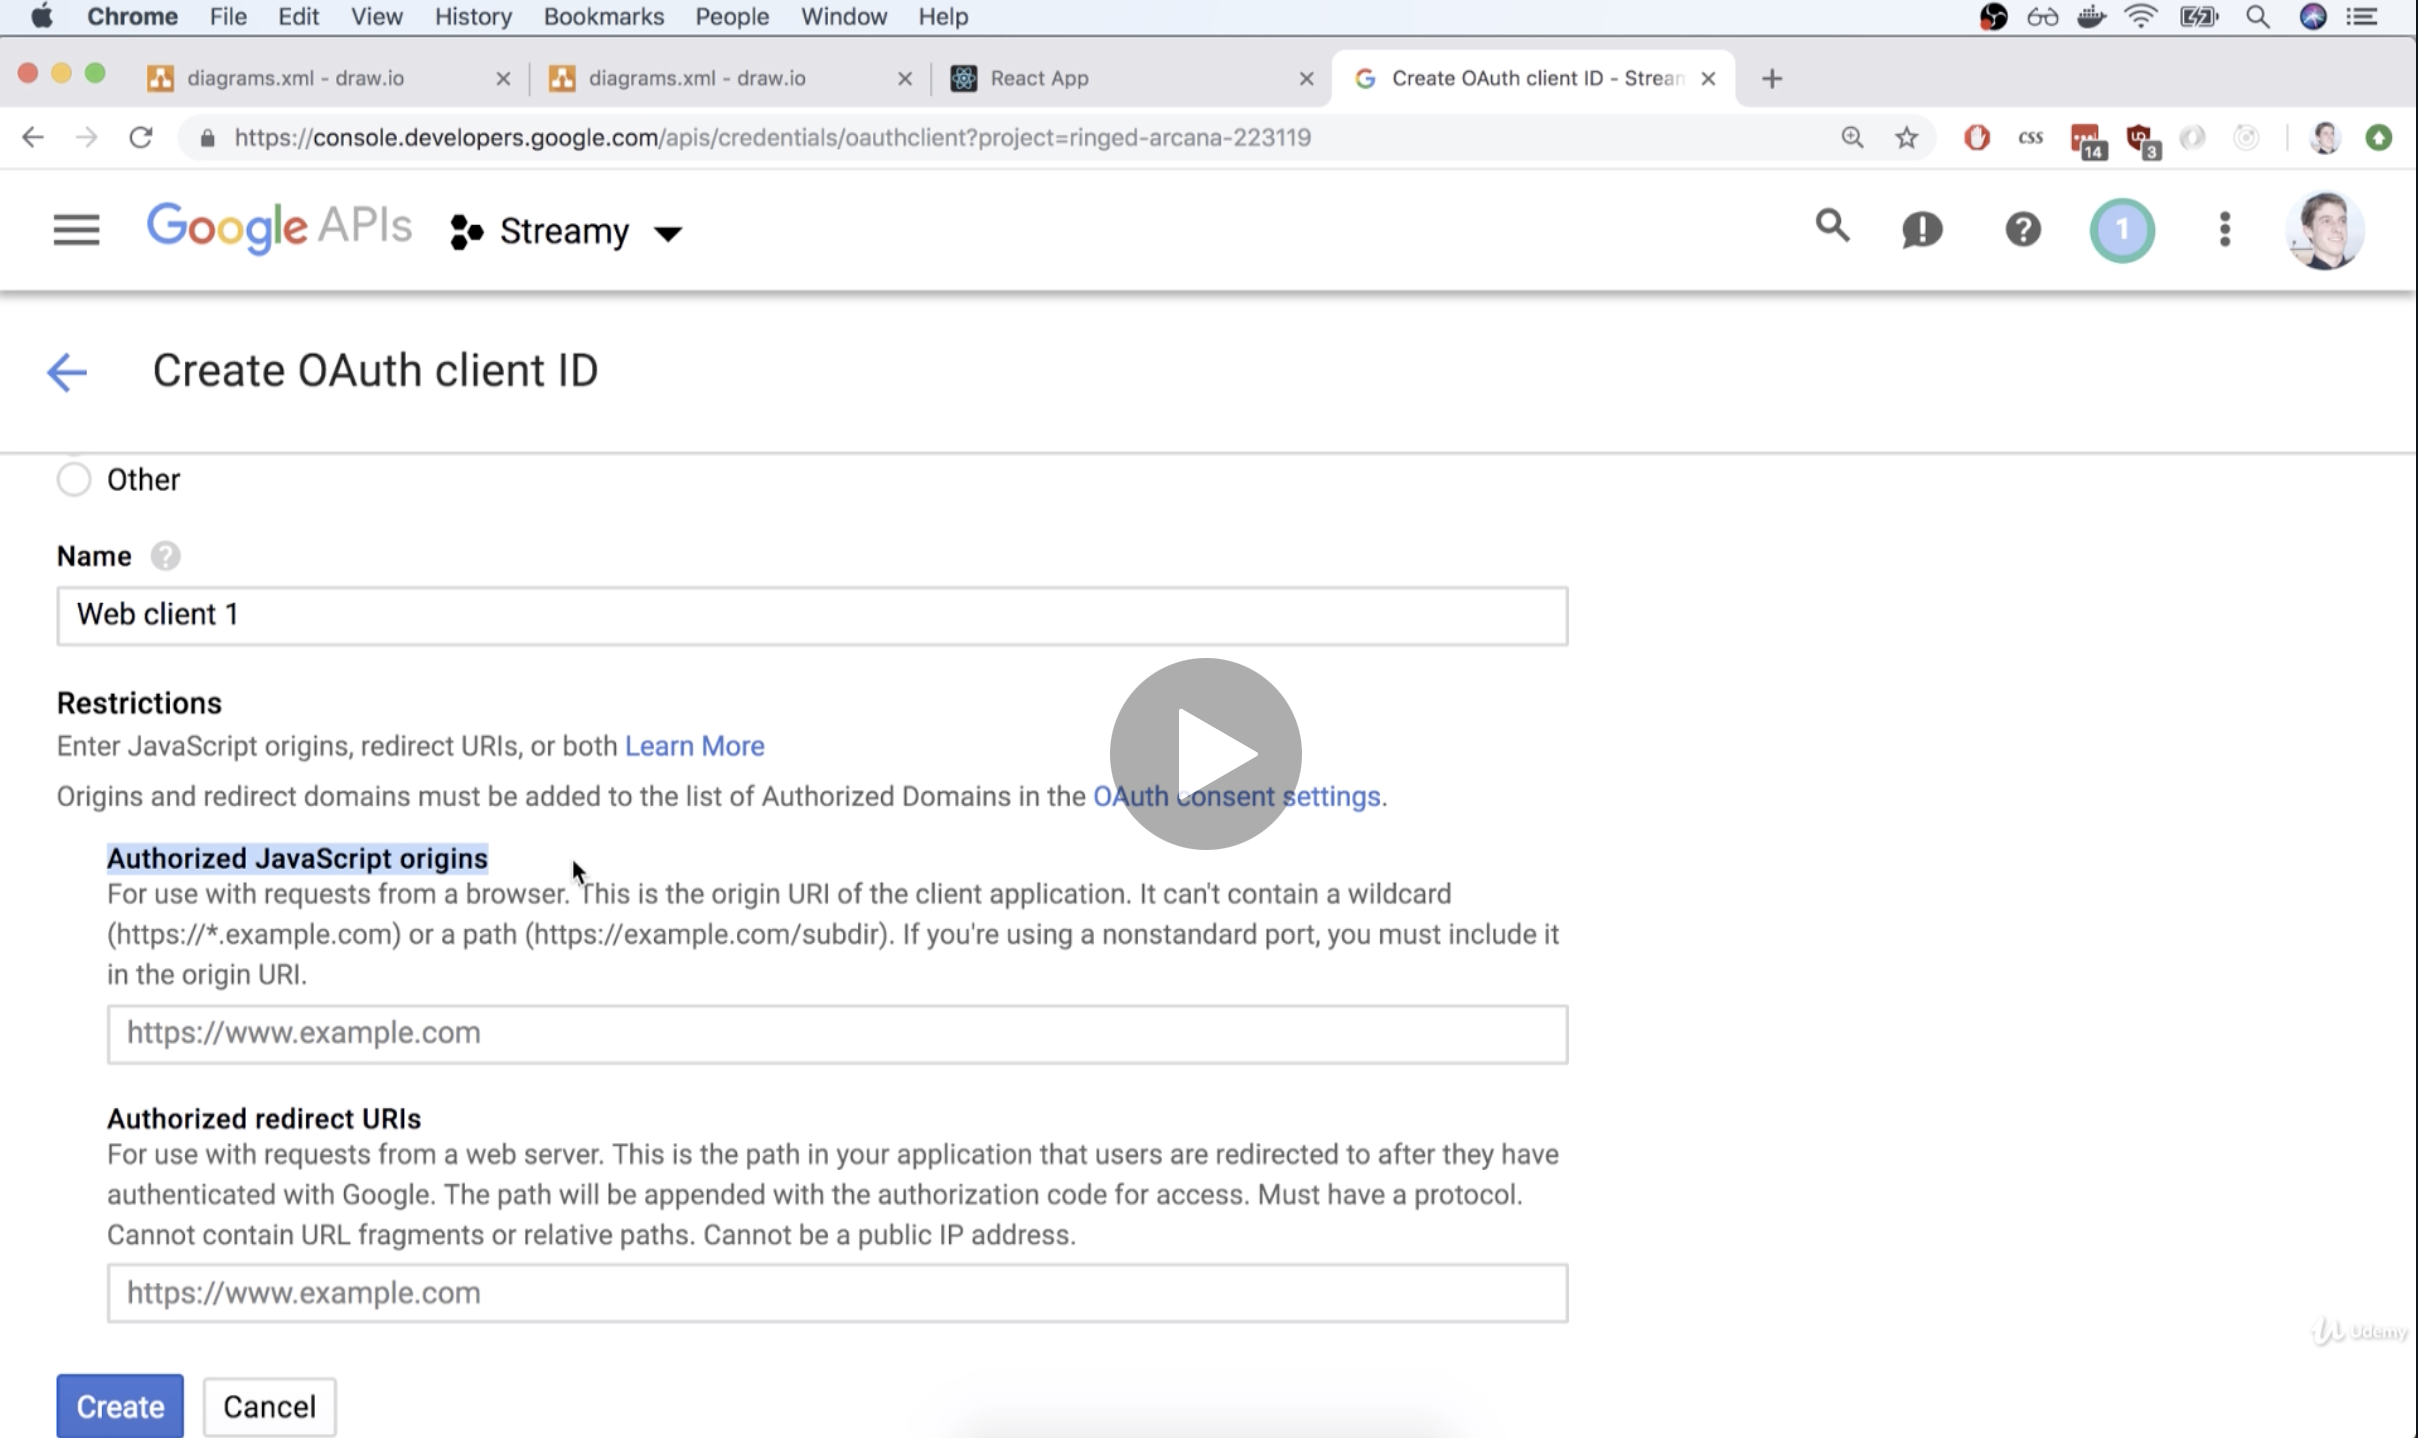 Chrome File Edit View History Bookmarks People Window Help
diagrams.xml - draw.io diagrams.xml - draw.io React App Create OAuth client ID - Stream
https://console.developers.google.com/apis/credentials/oauthclient?project=ringed-arcana-223119 css 14 3
Google APIs Streamy 1
Create OAuth client ID
Other
Name ?
Web client 1
Restrictions
Enter JavaScript origins, redirect URIs, or both Learn More
Origins and redirect domains must be added to the list of Authorized Domains in the OAuth consent settings.
Authorized JavaScript origins
For use with requests from a browser. This is the origin URI of the client application. It can't contain a wildcard
(https://*.example.com) or a path (https://example.com/subdir). If you're using a nonstandard port, you must include it
in the origin URI.
https://www.example.com
Authorized redirect URIs
For use with requests from a web server. This is the path in your application that users are redirected to after they have
authenticated with Google. The path will be appended with the authorization code for access. Must have a protocol.
Cannot contain URL fragments or relative paths. Cannot be a public IP address.
https://www.example.com
Udemy
Create Cancel